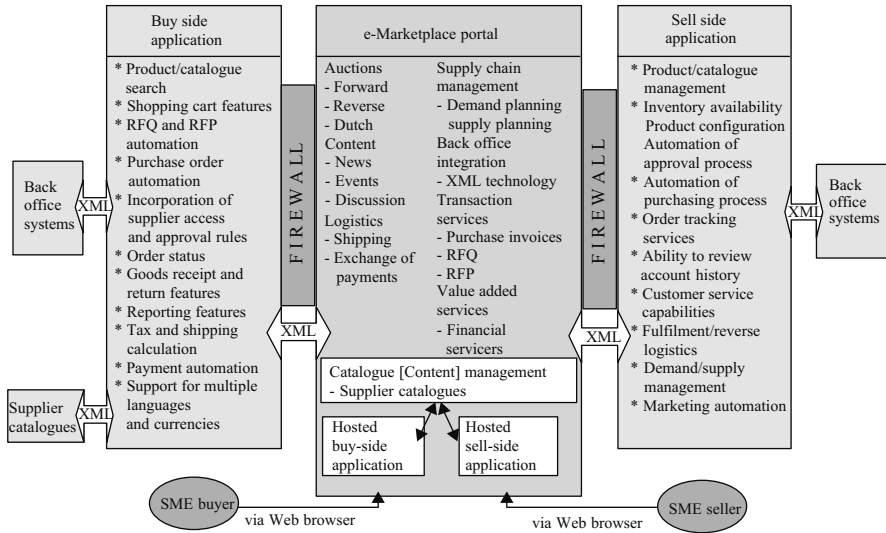 Buy side
application
* Product/catalogue
search
* Shopping cart features
* RFQ and RFP
automation
* Purchase order
automation
* Incorporation of
supplier access
and approval rules
* Order status
* Goods receipt and
return features
* Reporting features
* Tax and shipping
calculation
* Payment automation
* Support for multiple
languages
and currencies
Back
office
systems
XML
Supplier
catalogues
XML
FIREWALL
XML
e-Marketplace portal
Auctions
- Forward
- Reverse
- Dutch
Content
- News
- Events
- Discussion
Logistics
- Shipping
- Exchange of
payments
Supply chain
management
- Demand planning
supply planning
Back office
integration
- XML technology
Transaction
services
- Purchase invoices
- RFQ
- RFP
Value added
services
- Financial
servicers
Catalogue [Content] management
- Supplier catalogues
Hosted
buy-side
application
Hosted
sell-side
application
FIREWALL
XML
Sell side
application
* Product/catalogue
management
* Inventory availability
Product configuration
Automation of
approval process
* Automation of
purchasing process
* Order tracking
services
* Ability to review
account history
* Customer service
capabilities
* Fulfilment/reverse
logistics
* Demand/supply
management
* Marketing automation
XML
Back
office
systems
SME buyer
via Web browser
via Web browser
SME seller